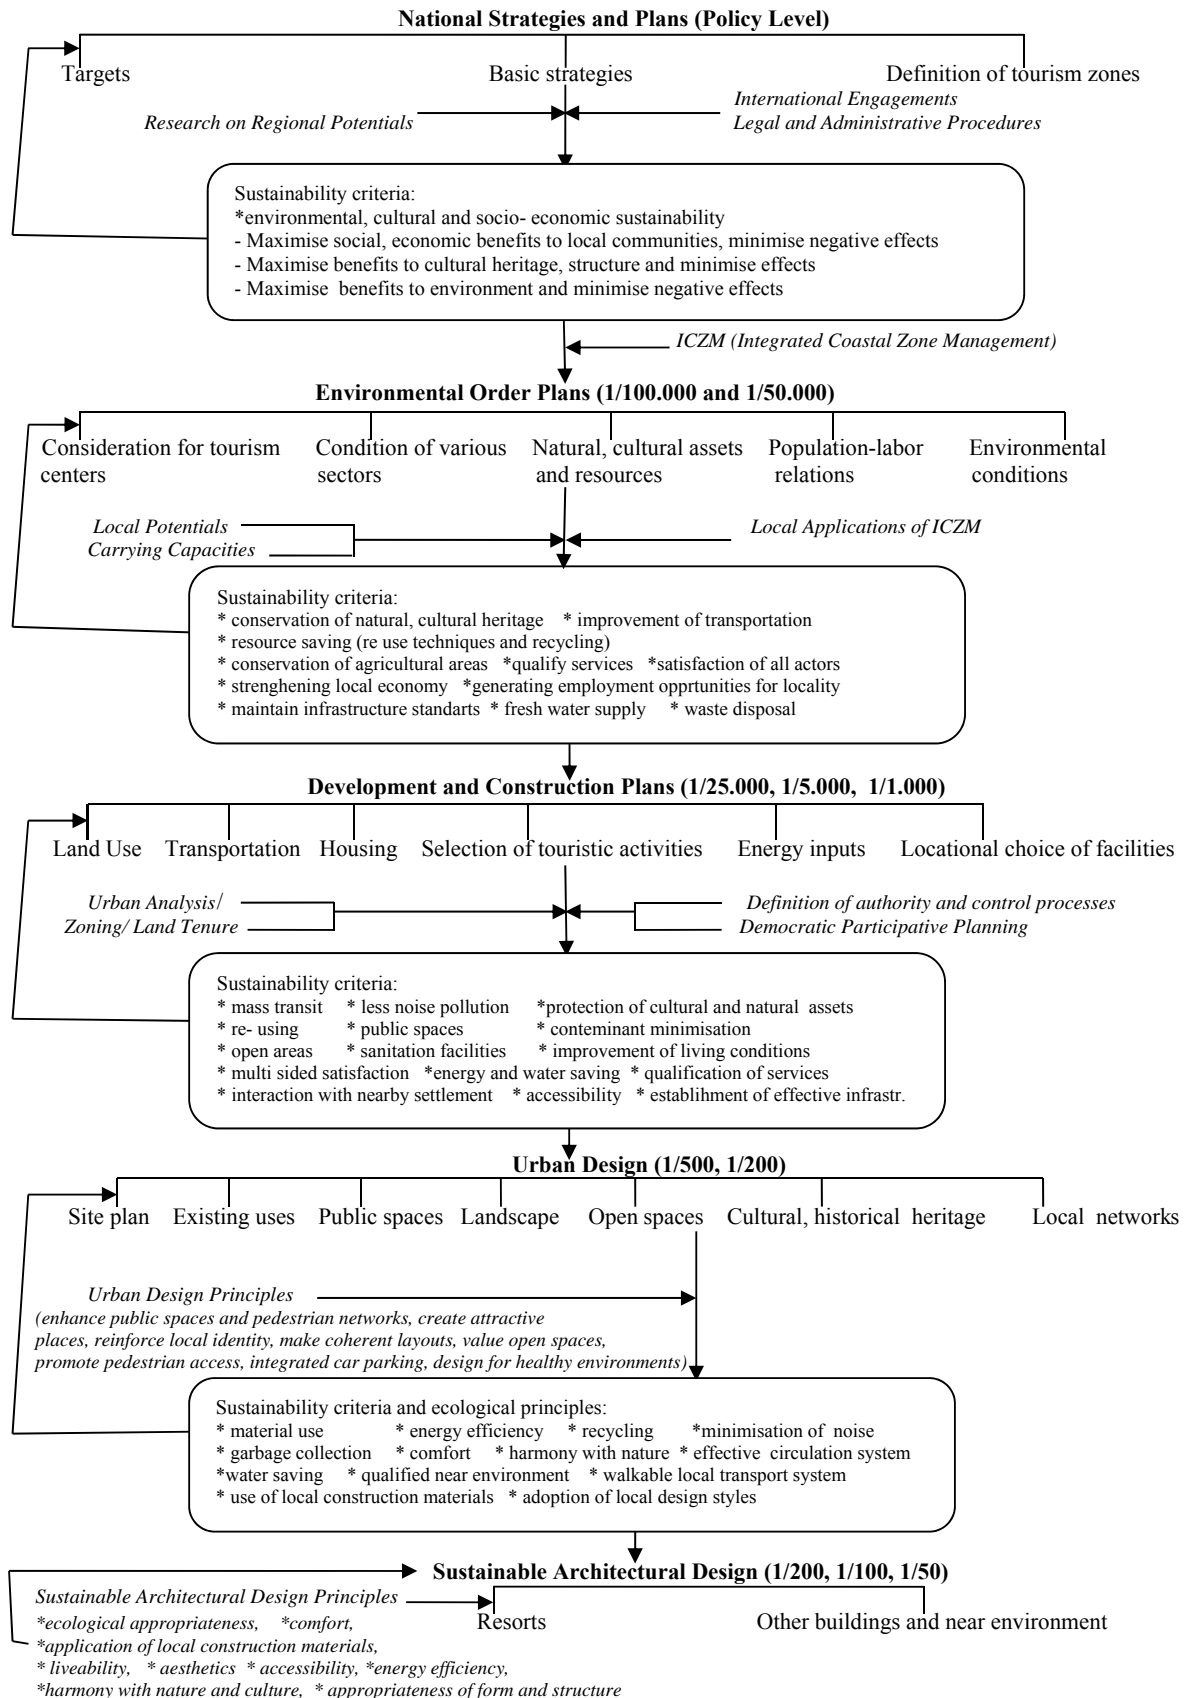 National Strategies and Plans (Policy Level)
Targets
Basic strategies
Definition of tourism zones
Research on Regional Potentials
International Engagements
Legal and Administrative Procedures
Sustainability criteria:
*environmental, cultural and socio- economic sustainability
- Maximise social, economic benefits to local communities, minimise negative effects
- Maximise benefits to cultural heritage, structure and minimise effects
- Maximise benefits to environment and minimise negative effects
ICZM (Integrated Coastal Zone Management)
Environmental Order Plans (1/100.000 and 1/50.000)
Consideration for tourism
centers
Condition of various
sectors
Natural, cultural assets
and resources
Population-labor
relations
Environmental
conditions
Local Potentials
Carrying Capacities
Local Applications of ICZM
Sustainability criteria:
* conservation of natural, cultural heritage * improvement of transportation
* resource saving (re use techniques and recycling)
* conservation of agricultural areas *qualify services *satisfaction of all actors
* strenghening local economy *generating employment opprtunities for locality
* maintain infrastructure standarts * fresh water supply * waste disposal
Development and Construction Plans (1/25.000, 1/5.000, 1/1.000)
Land Use Transportation Housing Selection of touristic activities Energy inputs Locational choice of facilities
Urban Analysis/
Zoning/ Land Tenure
Definition of authority and control processes
Democratic Participative Planning
Sustainability criteria:
* mass transit * less noise pollution *protection of cultural and natural assets
* re- using * public spaces * contaminant minimisation
* open areas * sanitation facilities * improvement of living conditions
* multi sided satisfaction *energy and water saving * qualification of services
* interaction with nearby settlement * accessibility * establihment of effective infrastr.
Urban Design (1/500, 1/200)
Site plan Existing uses Public spaces Landscape Open spaces Cultural, historical heritage Local networks
Urban Design Principles
(enhance public spaces and pedestrian networks, create attractive
places, reinforce local identity, make coherent layouts, value open spaces,
promote pedestrian access, integrated car parking, design for healthy environments)
Sustainability criteria and ecological principles:
* material use * energy efficiency * recycling *minimisation of noise
* garbage collection * comfort * harmony with nature * effective circulation system
*water saving * qualified near environment * walkable local transport system
* use of local construction materials * adoption of local design styles
Sustainable Architectural Design (1/200, 1/100, 1/50)
Sustainable Architectural Design Principles
Resorts
Other buildings and near environment
*ecological appropriateness, *comfort,
*application of local construction materials,
* liveability, * aesthetics * accessibility, *energy efficiency,
*harmony with nature and culture, * appropriateness of form and structure